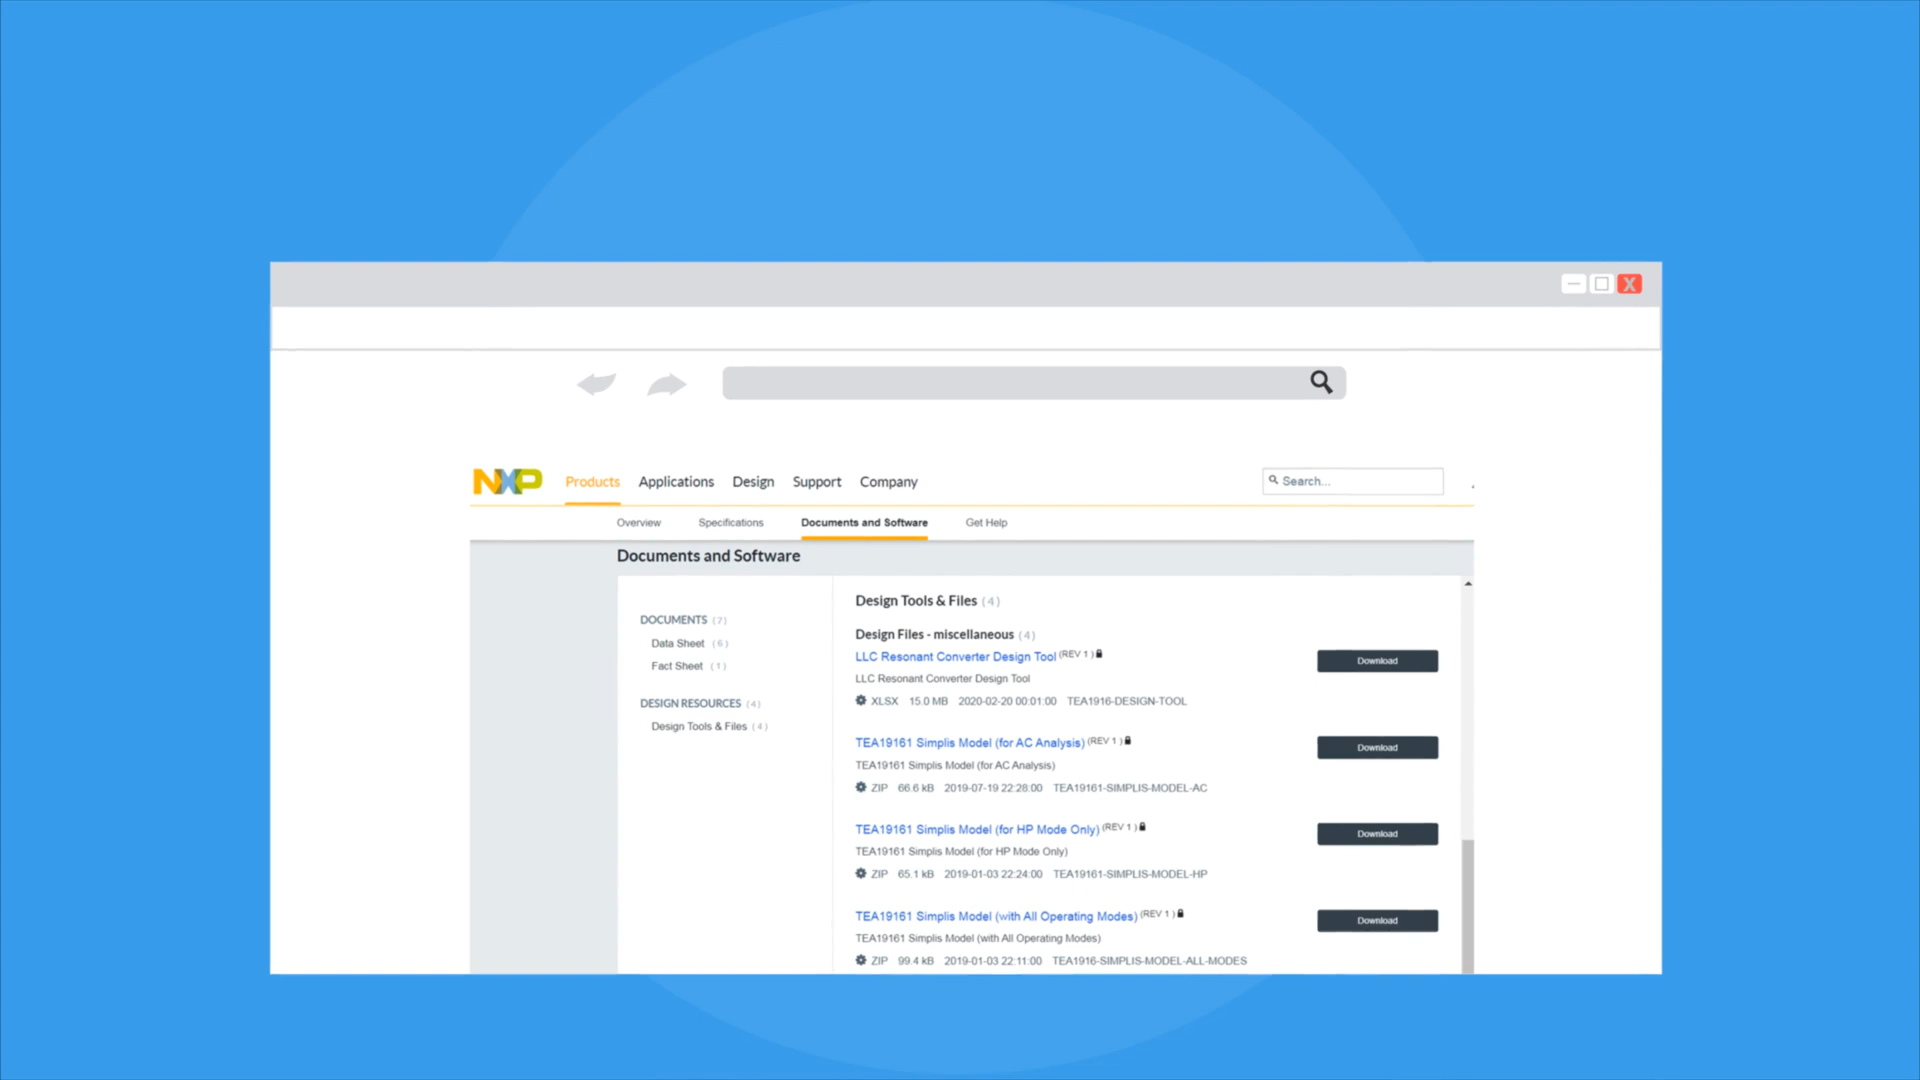 X
NXP Products Applications Design Support Company Search...
Overview Specifications Documents and Software Get Help
Documents and Software
DOCUMENTS (7)
Data Sheet (6)
Fact Sheet (1)
DESIGN RESOURCES (4)
Design Tools & Files (4)
Design Tools & Files (4)
Design Files - miscellaneous (4)
LLC Resonant Converter Design Tool (REV 1) Download
LLC Resonant Converter Design Tool
XLSX 15.0 MB 2020-02-20 00:01:00 TEA1916-DESIGN-TOOL
TEA19161 Simplis Model (for AC Analysis) (REV 1) Download
TEA19161 Simplis Model (for AC Analysis)
ZIP 66.6 kB 2019-07-19 22:28:00 TEA19161-SIMPLIS-MODEL-AC
TEA19161 Simplis Model (for HP Mode Only) (REV 1) Download
TEA19161 Simplis Model (for HP Mode Only)
ZIP 65.1 kB 2019-01-03 22:24:00 TEA19161-SIMPLIS-MODEL-HP
TEA19161 Simplis Model (with All Operating Modes) (REV 1) Download
TEA19161 Simplis Model (with All Operating Modes)
ZIP 99.4 kB 2019-01-03 22:11:00 TEA1916-SIMPLIS-MODEL-ALL-MODES